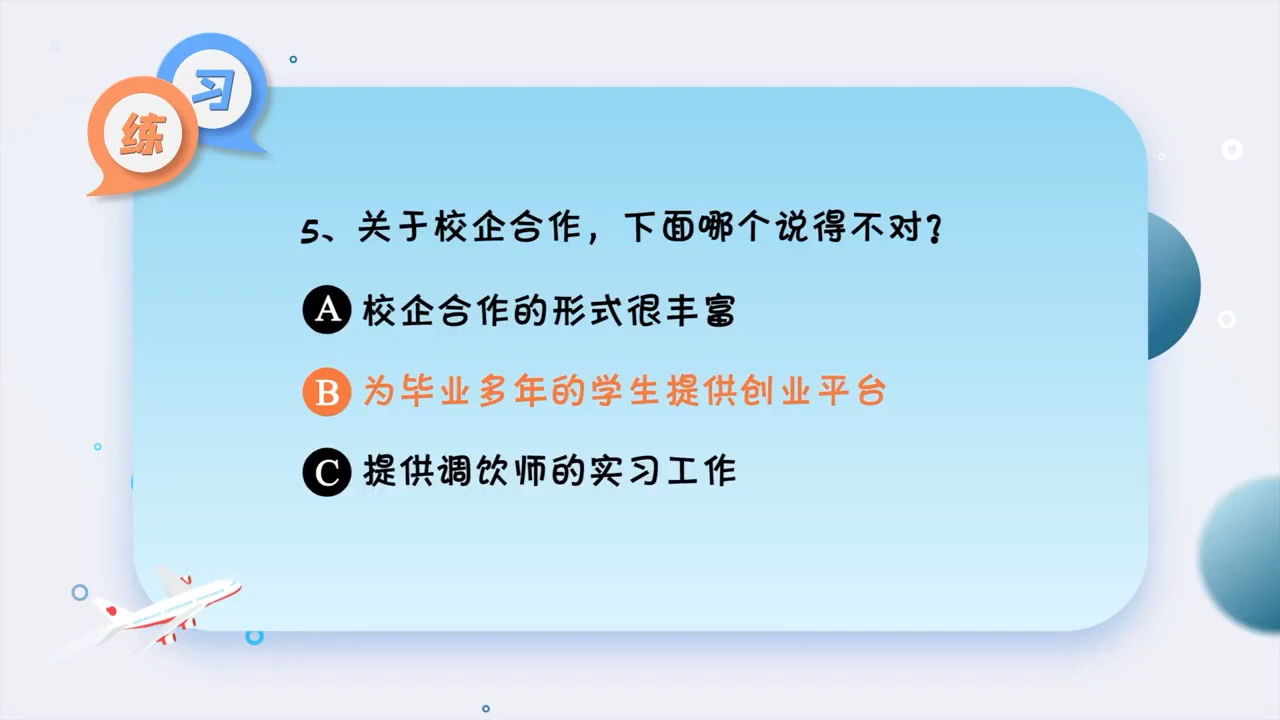 练习
5、关于校企合作，下面哪个说得不对？
A 校企合作的形式很丰富
B 为毕业多年的学生提供创业平台
C 提供调饮师的实习工作